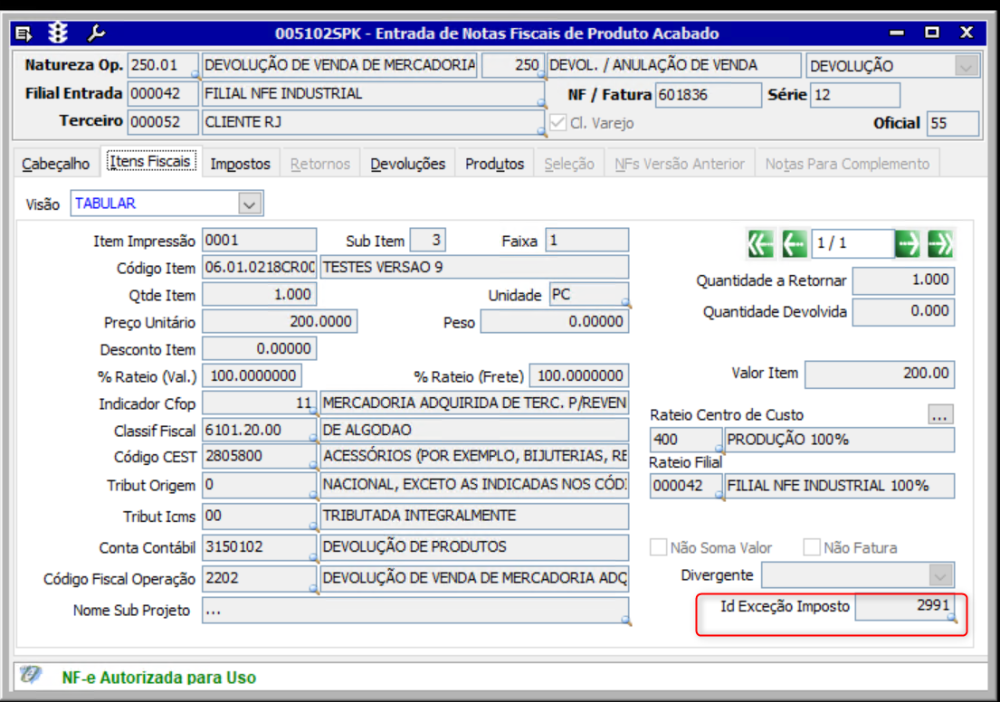 005102SPK - Entrada de Notas Fiscais de Produto Acabado
Natureza Op. 250.01 DEVOLUÇÃO DE VENDA DE MERCADORIA 250 DEVOL. / ANULAÇÃO DE VENDA DEVOLUÇÃO
Filial Entrada 000042 FILIAL NFE INDUSTRIAL NF / Fatura 601836 Série 12
Terceiro 000052 CLIENTE RJ Cl. Varejo Oficial 55
Cabeçalho Itens Fiscais Impostos Retornos Devoluções Produtos Seleção NFs Versão Anterior Notas Para Complemento
Visão TABULAR
Item Impressão 0001 Sub Item 3 Faixa 1 1 / 1
Código Item 06.01.0218CR00 TESTES VERSAO 9
Quantidade a Retornar 1.000
Qtde Item 1.000 Unidade PC
Quantidade Devolvida 0.000
Preço Unitário 200.0000 Peso 0.00000
Desconto Item 0.00000
% Rateio (Val.) 100.0000000 % Rateio (Frete) 100.0000000 Valor Item 200.00
Indicador Cfop 11 MERCADORIA ADQUIRIDA DE TERC. P/REVEN
Rateio Centro de Custo ...
Classif Fiscal 6101.20.00 DE ALGODAO
400 PRODUÇÃO 100%
Código CEST 2805800 ACESSÓRIOS (POR EXEMPLO, BIJUTERIAS, RE
Rateio Filial
Tribut Origem 0 NACIONAL, EXCETO AS INDICADAS NOS CÓD
000042 FILIAL NFE INDUSTRIAL 100%
Tribut Icms 00 TRIBUTADA INTEGRALMENTE
Conta Contábil 3150102 DEVOLUÇÃO DE PRODUTOS Não Soma Valor Não Fatura
Código Fiscal Operação 2202 DEVOLUÇÃO DE VENDA DE MERCADORIA ADQ Divergente
Nome Sub Projeto ... Id Exceção Imposto 2991
NF-e Autorizada para Uso